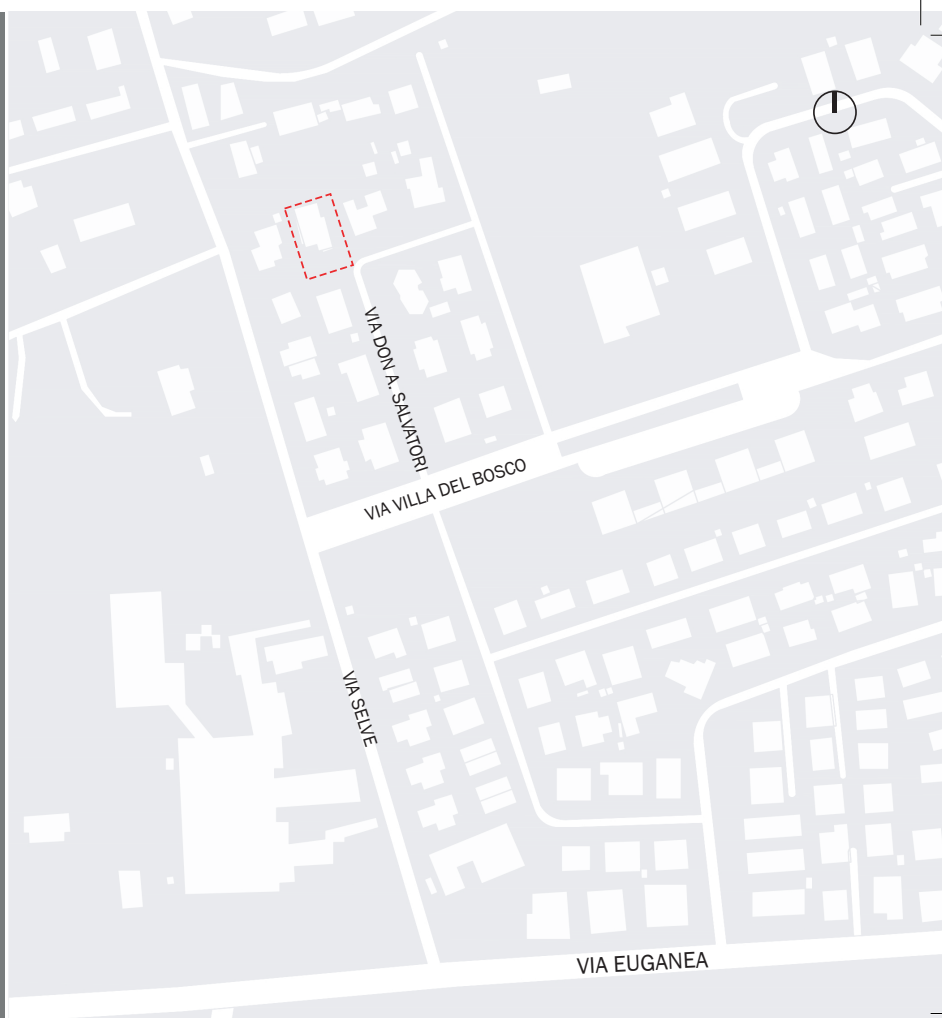 VIA DON A. SALVATORI
VIA VILLA DEL BOSCO
VIA SELVE
VIA EUGANEA